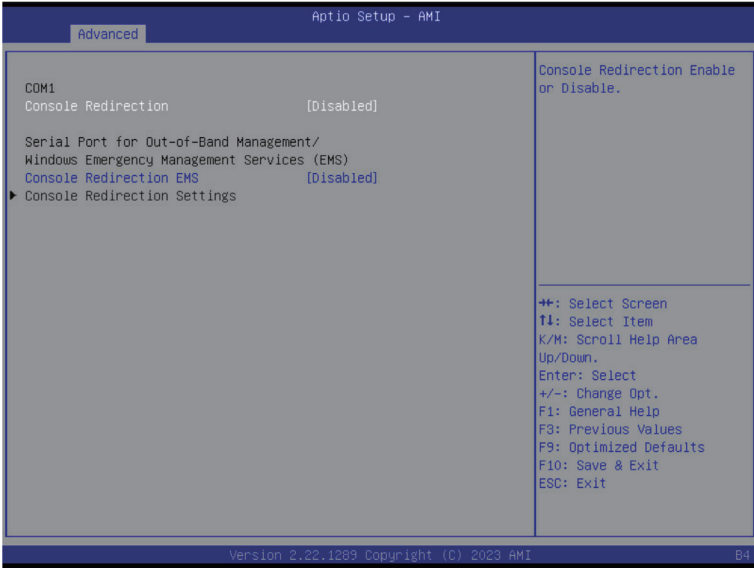 Aptio Setup – AMI
Advanced
COM1
Console Redirection [Disabled]
Serial Port for Out-of-Band Management/
Windows Emergency Management Services (EMS)
Console Redirection EMS [Disabled]
Console Redirection Settings
Console Redirection Enable
or Disable.
→←: Select Screen
↑↓: Select Item
K/M: Scroll Help Area
Up/Down.
Enter: Select
+/-: Change Opt.
F1: General Help
F3: Previous Values
F9: Optimized Defaults
F10: Save & Exit
ESC: Exit
Version 2.22.1289 Copyright (C) 2023 AMI
B4